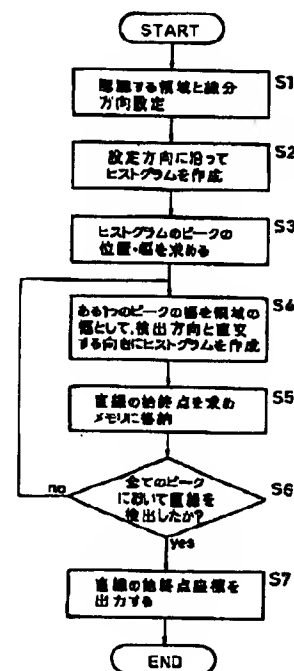 START
S1
認識する領域と線分
方向設定
S2
設定方向に沿って
ヒストグラムを作成
S3
ヒストグラムのピークの
位置・幅を求める
S4
ある1つのピークの幅を領域の
幅として、検出方向と直交
する向きにヒストグラムを作成
S5
直線の始終点を求め
メモリに格納
S6
全てのピーク
において直線を
検出したか?
no
yes
S7
直線の始終点座標を
出力する
END